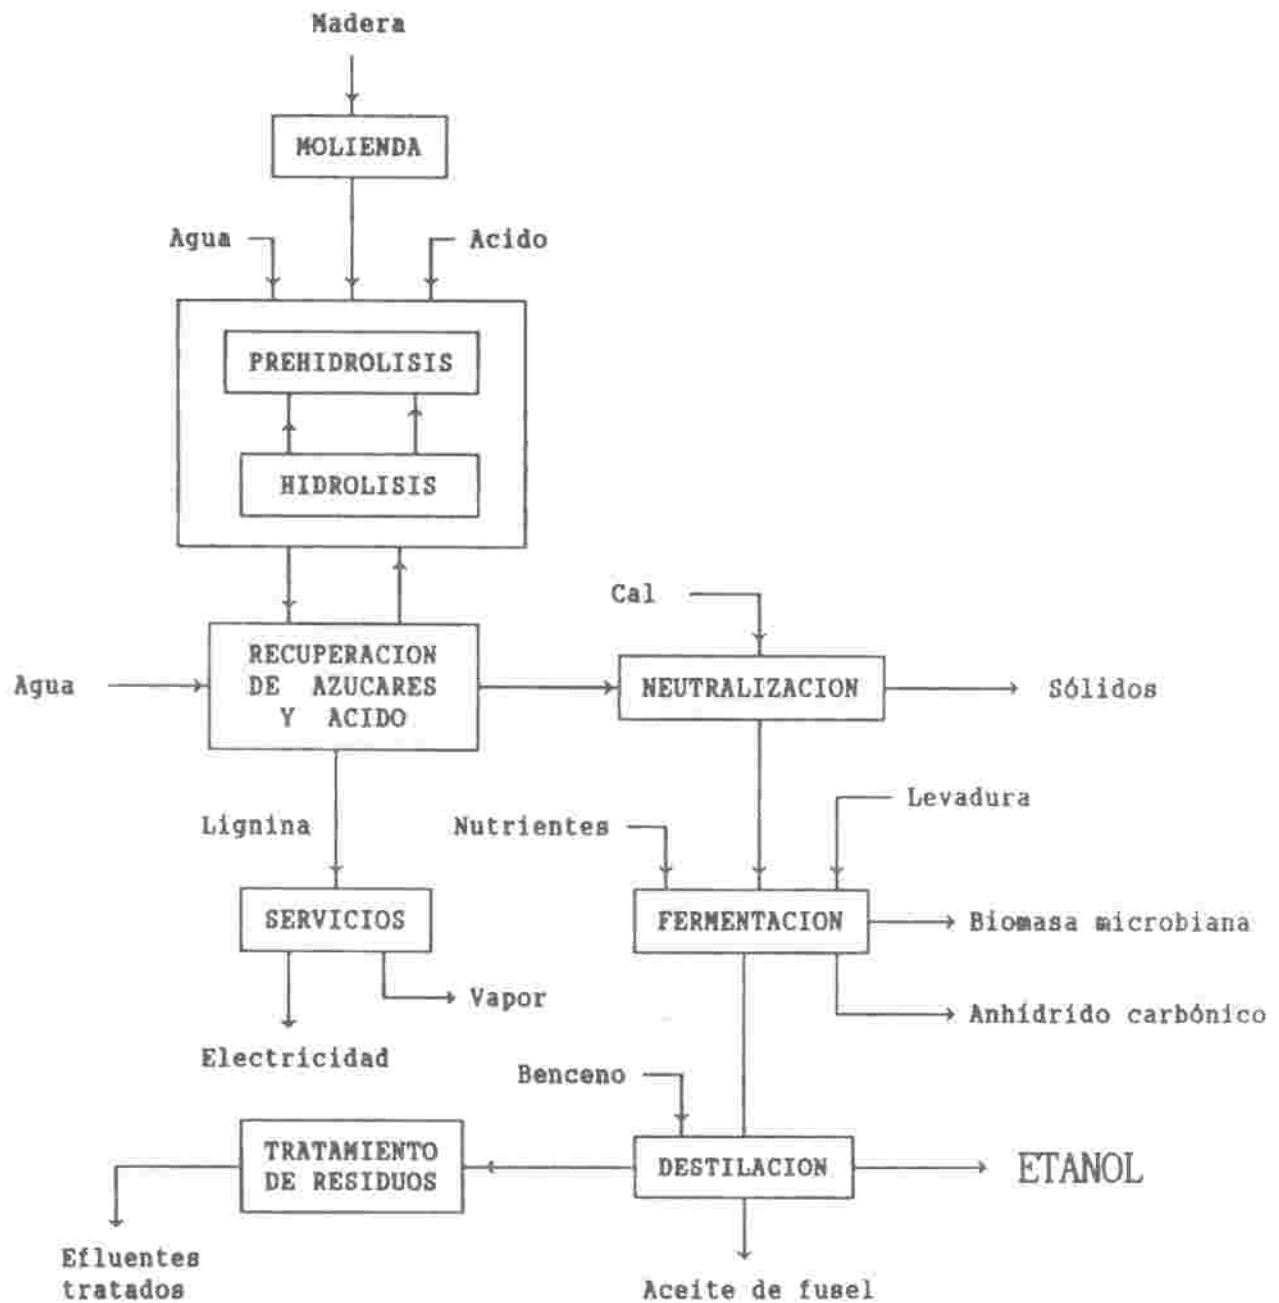 Madera
MOLIENDA
Agua
Acido
PREHIDROLISIS
HIDROLISIS
Cal
Agua
RECUPERACION
DE AZUCARES
Y ACIDO
NEUTRALIZACION
Sólidos
Lignina
Nutrientes
Levadura
SERVICIOS
FERMENTACION
Biomasa microbiana
Vapor
Anhídrido carbónico
Electricidad
Benceno
TRATAMIENTO
DE RESIDUOS
DESTILACION
ETANOL
Efluentes
tratados
Aceite de fusel